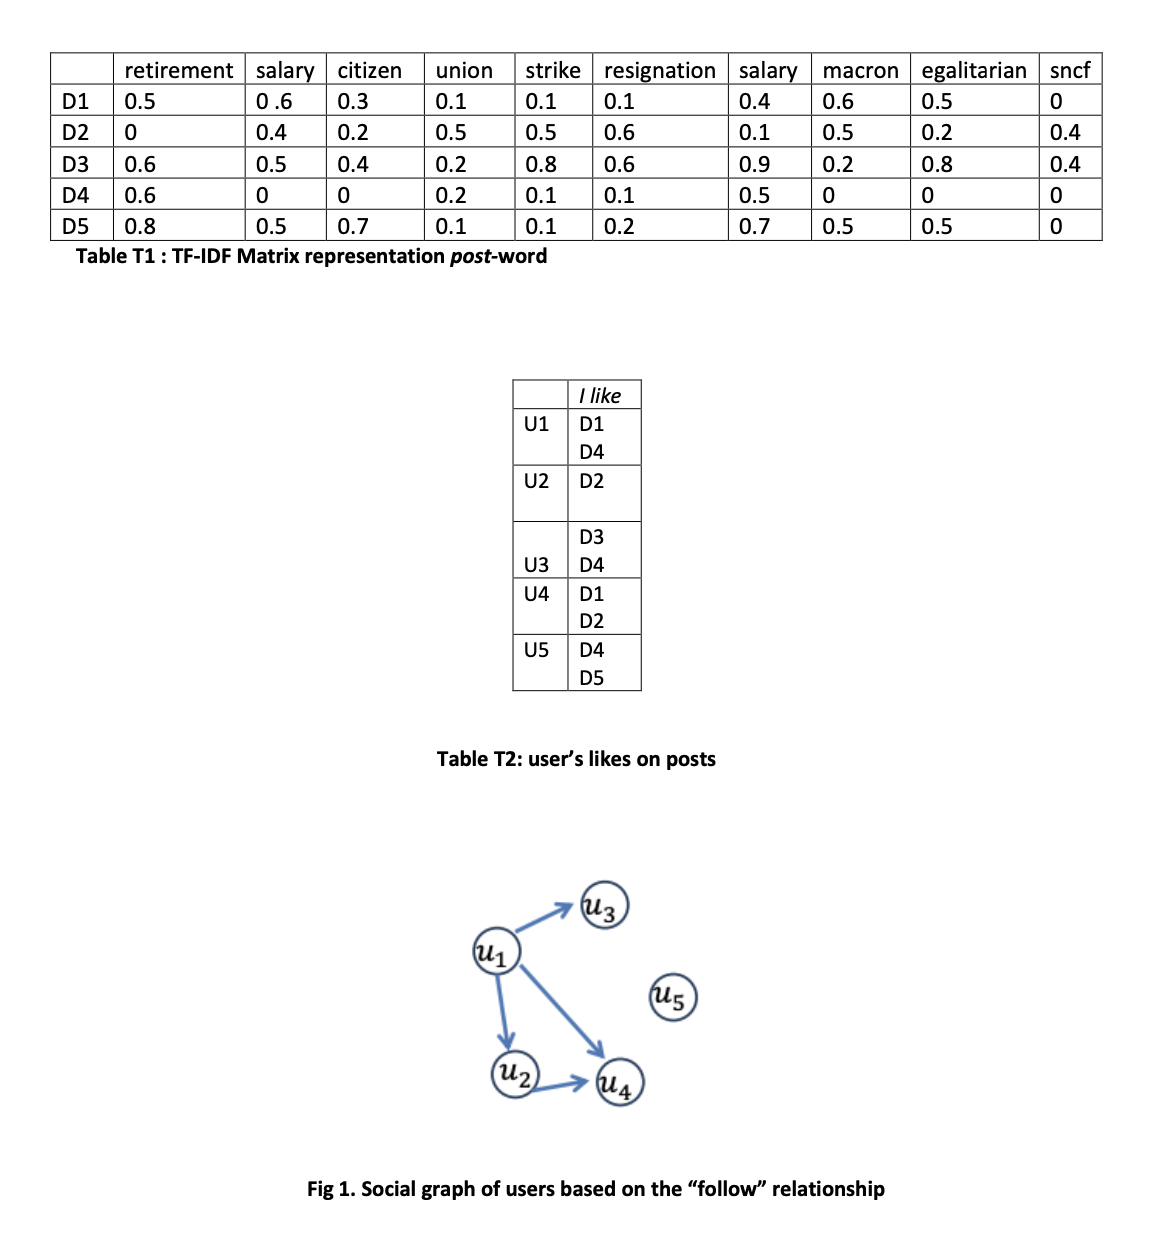 retirement salary citizen union strike resignation salary macron egalitarian sncf
D1 0.5 0 .6 0.3 0.1 0.1 0.1 0.4 0.6 0.5 0
D2 0 0.4 0.2 0.5 0.5 0.6 0.1 0.5 0.2 0.4
D3 0.6 0.5 0.4 0.2 0.8 0.6 0.9 0.2 0.8 0.4
D4 0.6 0 0 0.2 0.1 0.1 0.5 0 0 0
D5 0.8 0.5 0.7 0.1 0.1 0.2 0.7 0.5 0.5 0
Table T1 : TF-IDF Matrix representation post-word
I like
U1 D1
D4
U2 D2
D3
U3 D4
U4 D1
D2
U5 D4
D5
Table T2: user’s likes on posts
u3
u1
u5
u2
u4
Fig 1. Social graph of users based on the “follow” relationship